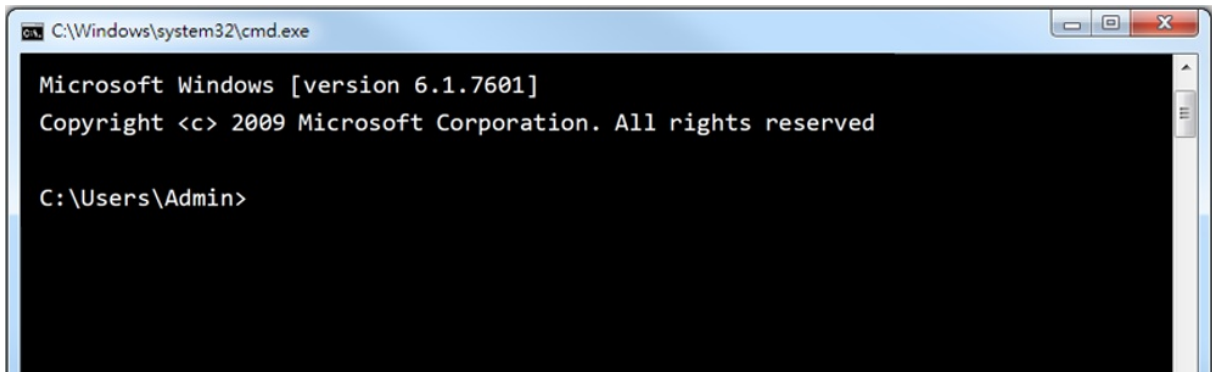 C:\Windows\system32\cmd.exe
Microsoft Windows [version 6.1.7601]
Copyright <c> 2009 Microsoft Corporation. All rights reserved
C:\Users\Admin>